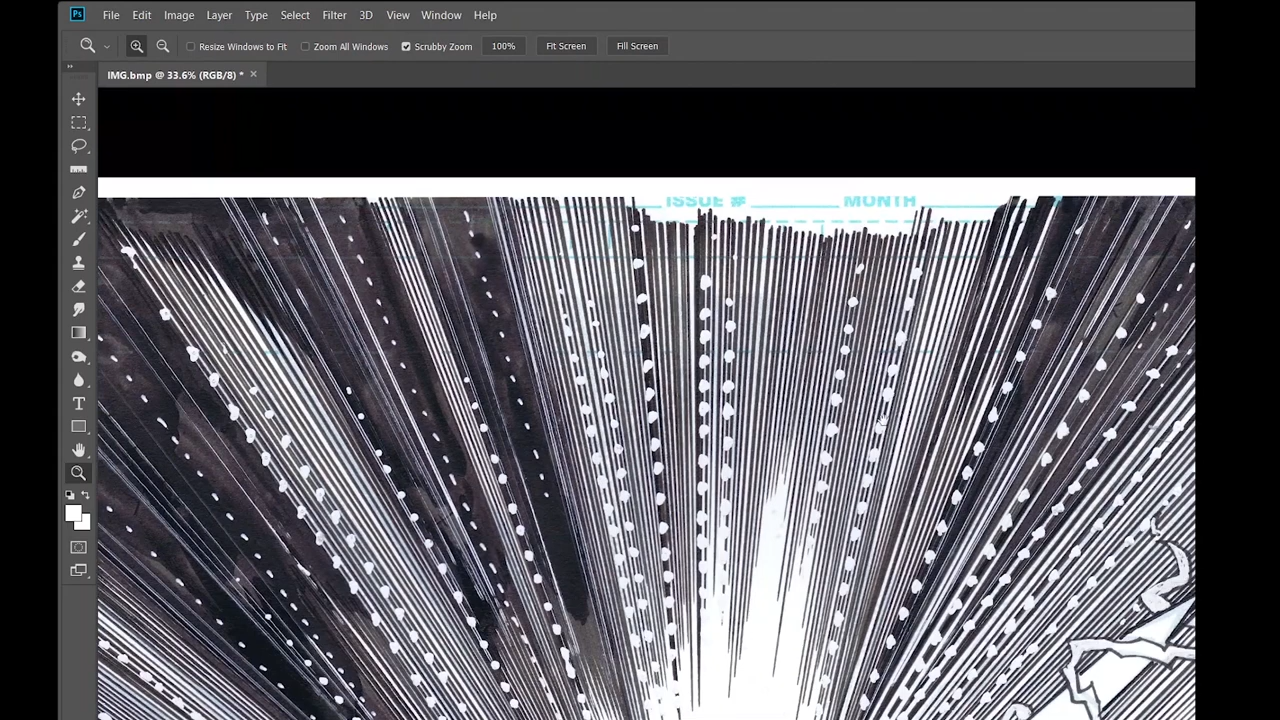 Ps File Edit Image Layer Type Select Filter 3D View Window Help
Resize Windows to Fit Zoom All Windows Scrubby Zoom 100% Fit Screen Fill Screen
IMG.bmp @ 33.6% (RGB/8) *
ISSUE # MONTH